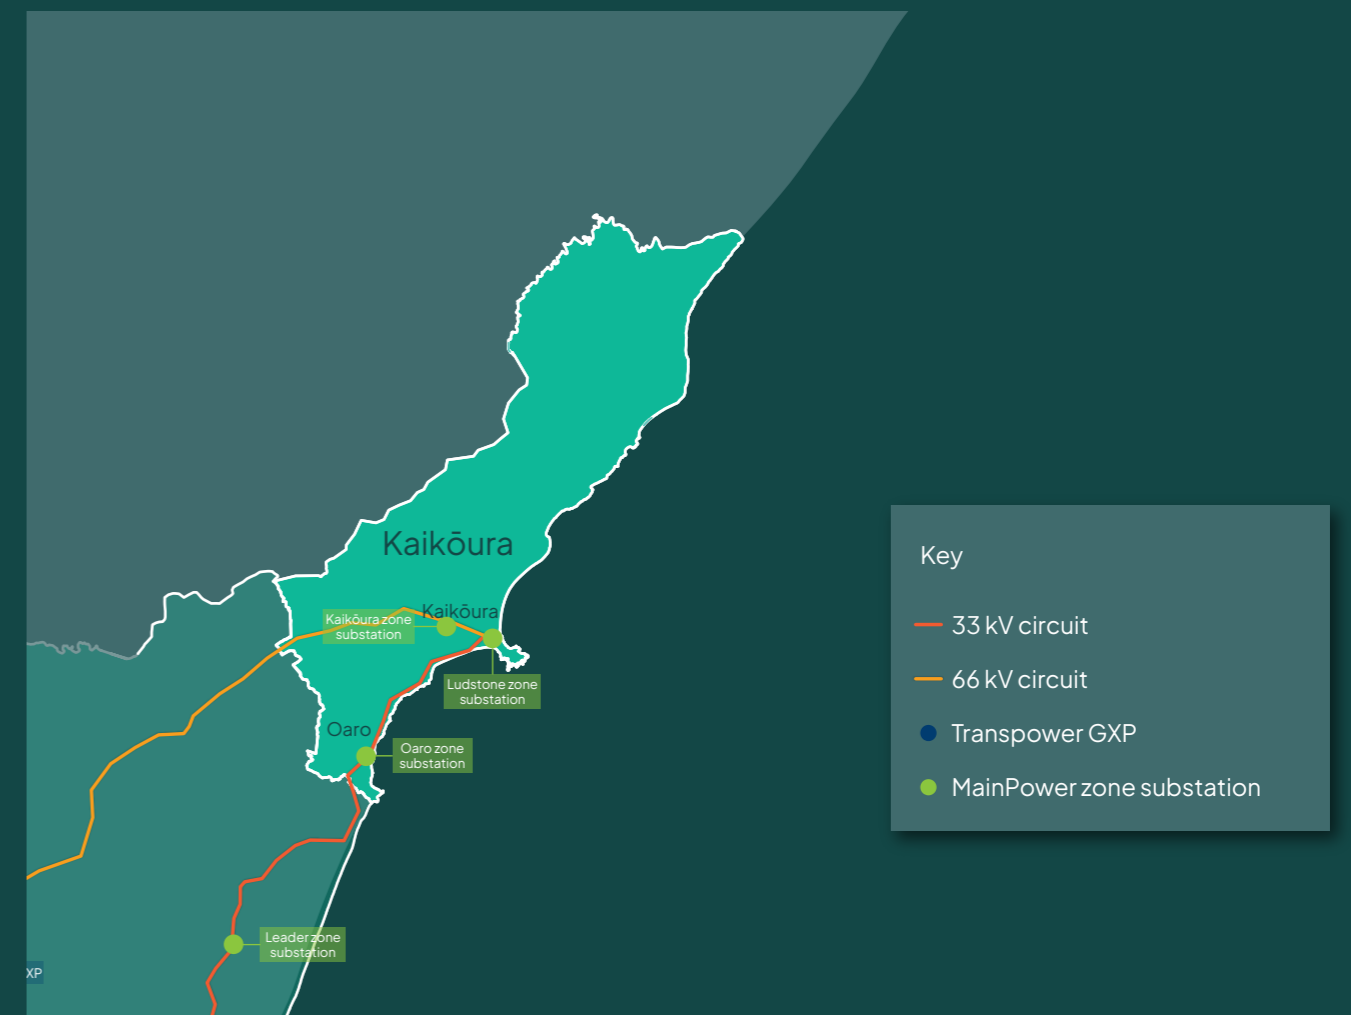 Kaikōura
Kaikōura
Kaikōura zone
substation
Ludstone zone
substation
Oaro
Oaro zone
substation
Leader zone
substation
XP
Key
33 kV circuit
66 kV circuit
Transpower GXP
MainPower zone substation